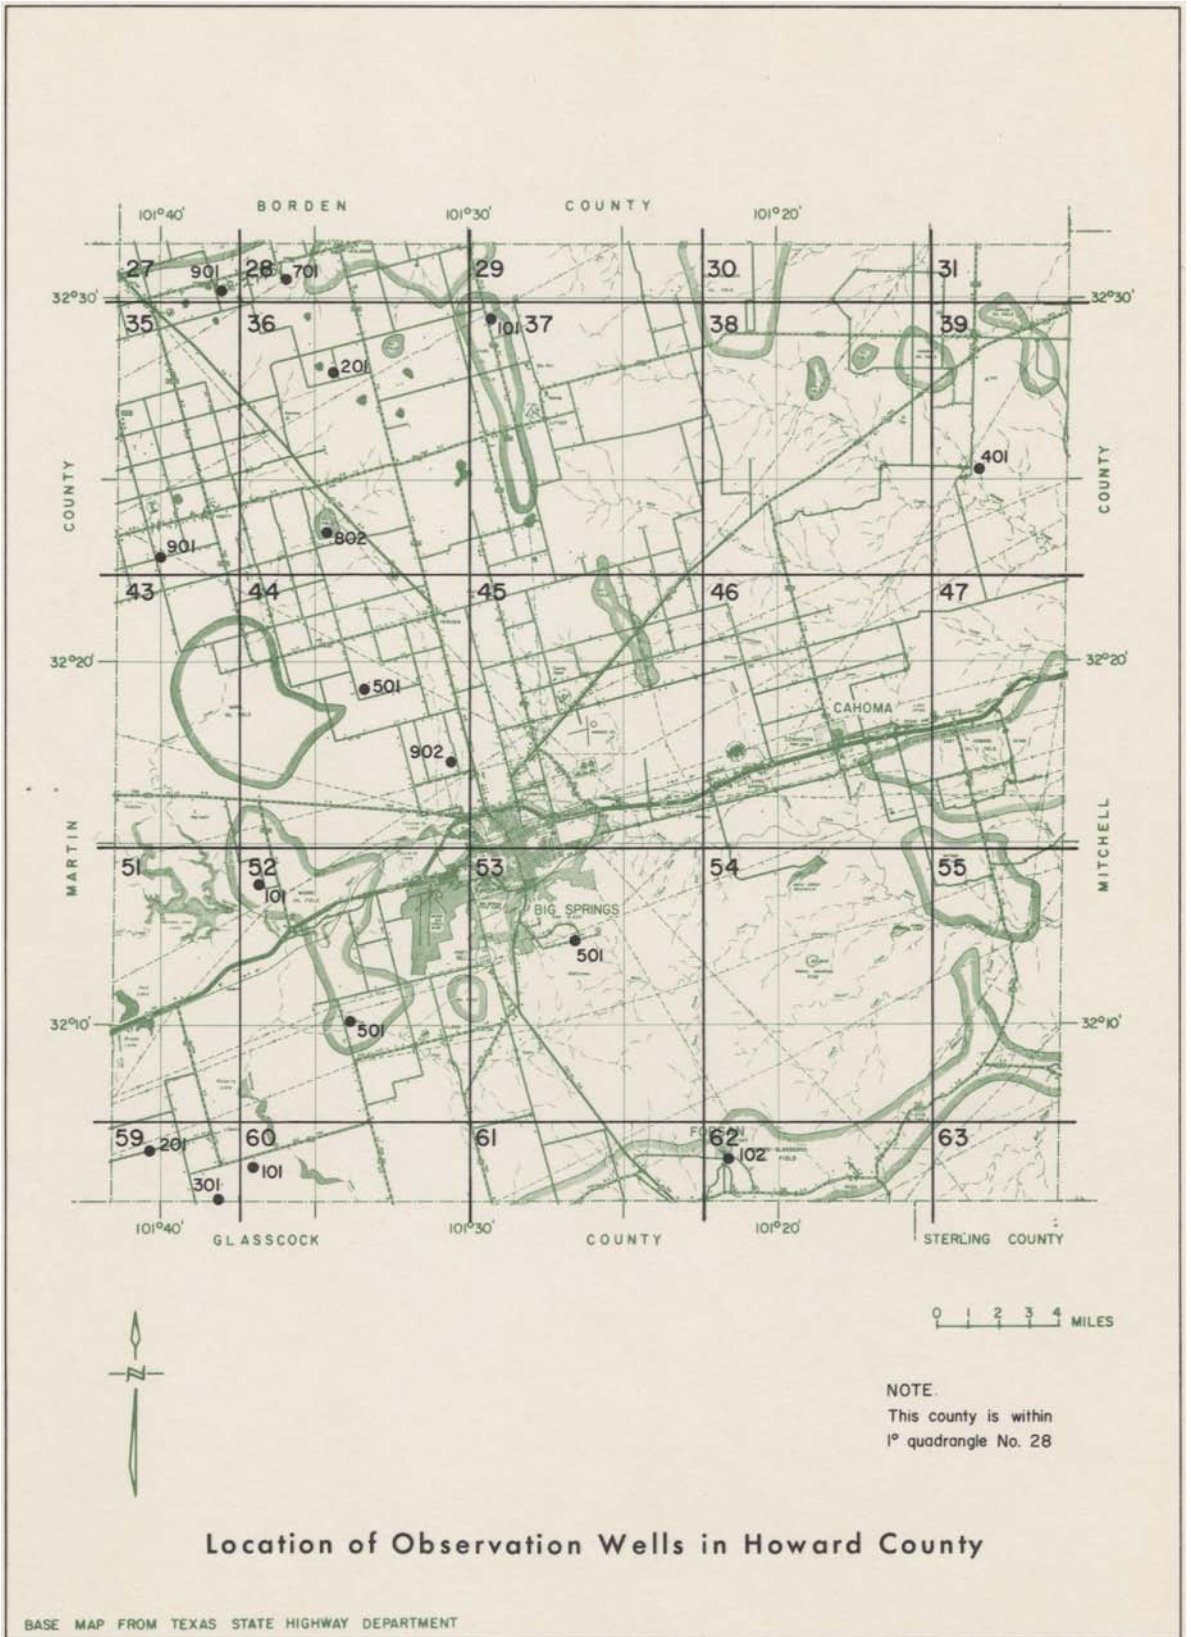 BORDEN COUNTY
101°40' 101°30' 101°20'
27 901 28 701 29 30 31
32°30' 32°30'
35 36 101 37 38 39
201
401
COUNTY COUNTY
802
901
43 44 45 46 47
32°20' 32°20'
501
CAHOMA
902
MARTIN MITCHELL
51 52 53 54 55
101
BIG SPRINGS
501
32°10' 32°10'
501
59 60 61 62 63
FORSAN
201 102
101
301
101°40' 101°30' 101°20'
GLASSCOCK COUNTY STERLING COUNTY
0 1 2 3 4 MILES
N
NOTE.
This county is within
1° quadrangle No. 28
Location of Observation Wells in Howard County
BASE MAP FROM TEXAS STATE HIGHWAY DEPARTMENT